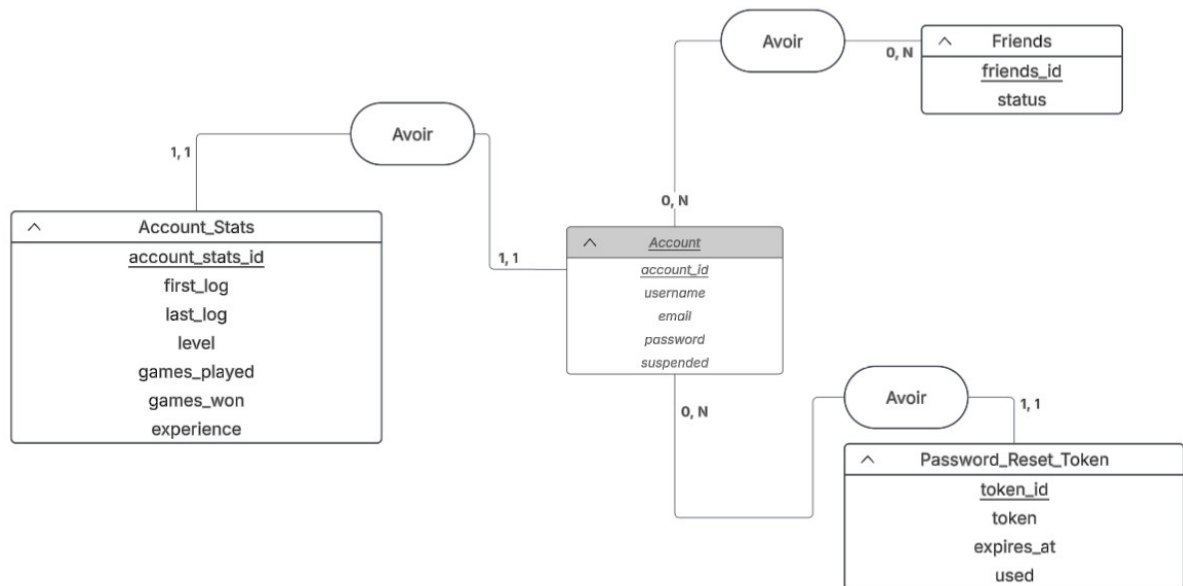 Avoir
0, N
Friends
friends_id
status
Avoir
1, 1
0, N
Account_Stats
account_stats_id
first_log
last_log
level
games_played
games_won
experience
1, 1
Account
account_id
username
email
password
suspended
0, N
Avoir
1, 1
Password_Reset_Token
token_id
token
expires_at
used